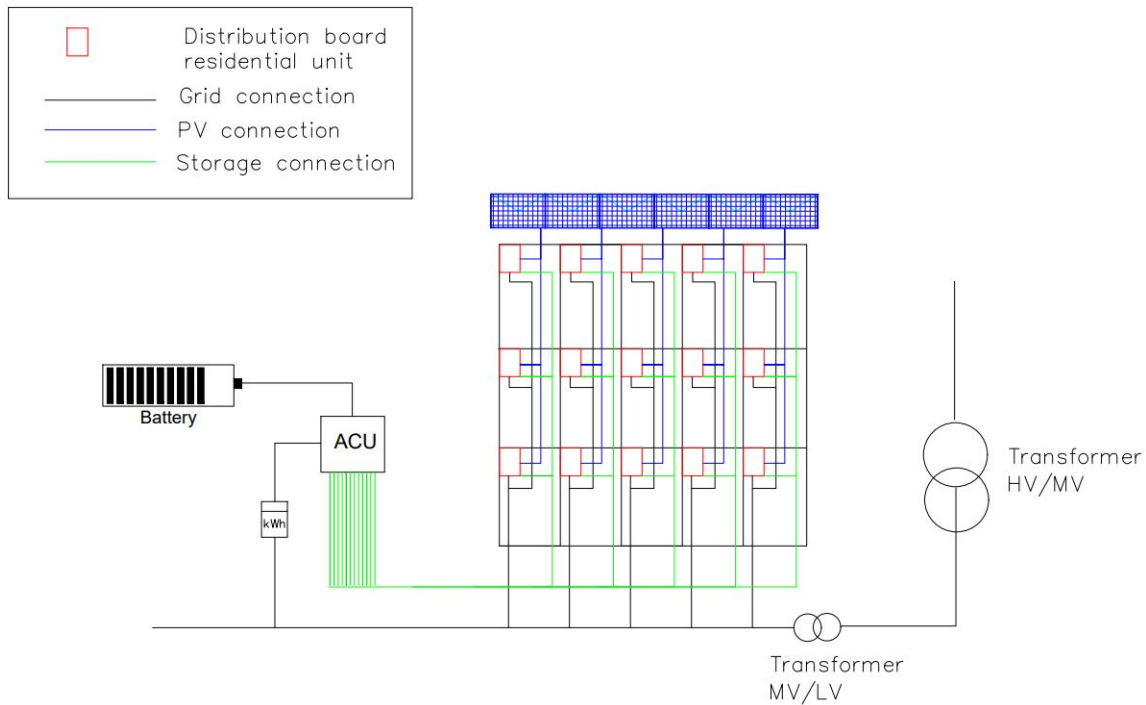 Distribution board
residential unit
Grid connection
PV connection
Storage connection
Battery
ACU
kWh
Transformer
HV/MV
Transformer
MV/LV